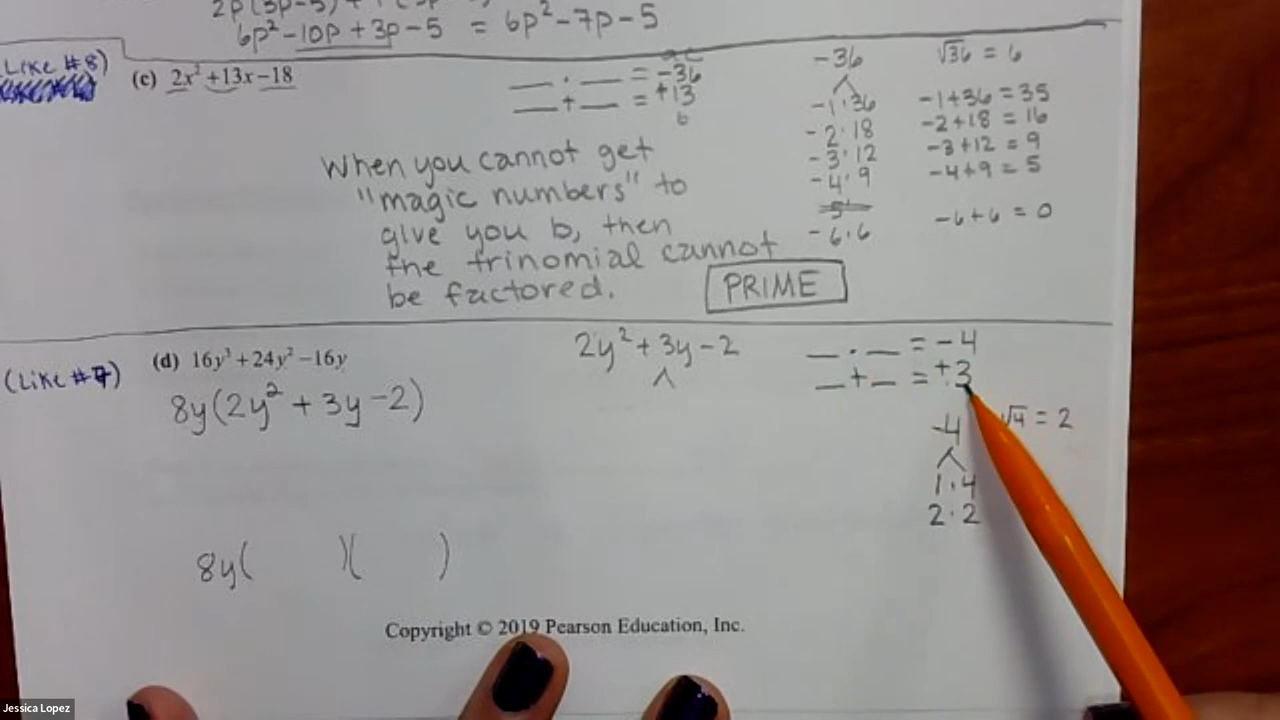 2p(3p-5)
6p² - 10p + 3p - 5 = 6p² - 7p - 5
(Like #8)
(c) 2x² +13x −18
__ · __ = -36
__ + __ = +13
b
ac
When you cannot get
"magic numbers" to
give you b, then
the trinomial cannot
be factored.
PRIME
-36
-1·36
-2·18
-3·12
-4·9
5
-6·6
√36 = 6
-1+36 = 35
-2+18 = 16
-3+12 = 9
-4+9 = 5
-6+6 = 0
(Like #7)
(d) 16y³ + 24y² −16y
8y(2y² + 3y - 2)
2y² + 3y - 2
__ · __ = -4
__ + __ = +3
-4
√4 = 2
1·4
2·2
8y( )( )
Copyright © 2019 Pearson Education, Inc.
Jessica Lopez